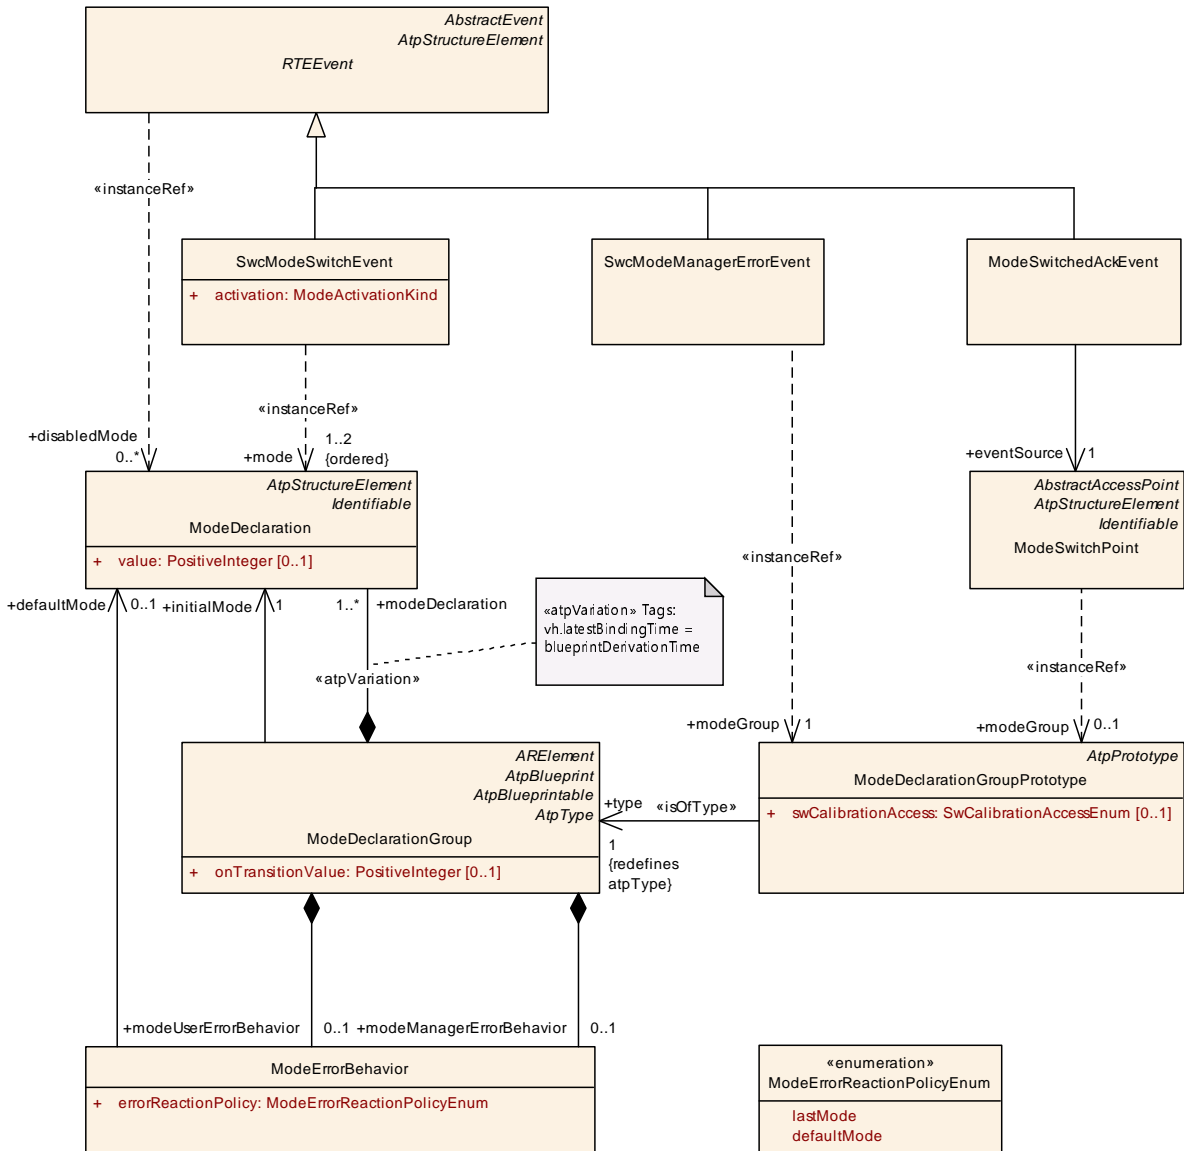 AbstractEvent
AtpStructureElement
RTEEvent
«instanceRef»
SwcModeSwitchEvent
+ activation: ModeActivationKind
SwcModeManagerErrorEvent
ModeSwitchedAckEvent
«instanceRef»
+disabledMode
0..*
+mode
1..2
{ordered}
+eventSource
1
AtpStructureElement
Identifiable
ModeDeclaration
+ value: PositiveInteger [0..1]
AbstractAccessPoint
AtpStructureElement
Identifiable
ModeSwitchPoint
«instanceRef»
+defaultMode
0..1
+initialMode
1
1..*
+modeDeclaration
«atpVariation» Tags:
vh.latestBindingTime =
blueprintDerivationTime
«atpVariation»
«instanceRef»
+modeGroup
1
+modeGroup
0..1
ARElement
AtpBlueprint
AtpBlueprintable
AtpType
ModeDeclarationGroup
+ onTransitionValue: PositiveInteger [0..1]
+type
«isOfType»
1
{redefines
atpType}
AtpPrototype
ModeDeclarationGroupPrototype
+ swCalibrationAccess: SwCalibrationAccessEnum [0..1]
+modeUserErrorBehavior
0..1
+modeManagerErrorBehavior
0..1
ModeErrorBehavior
+ errorReactionPolicy: ModeErrorReactionPolicyEnum
«enumeration»
ModeErrorReactionPolicyEnum
lastMode
defaultMode